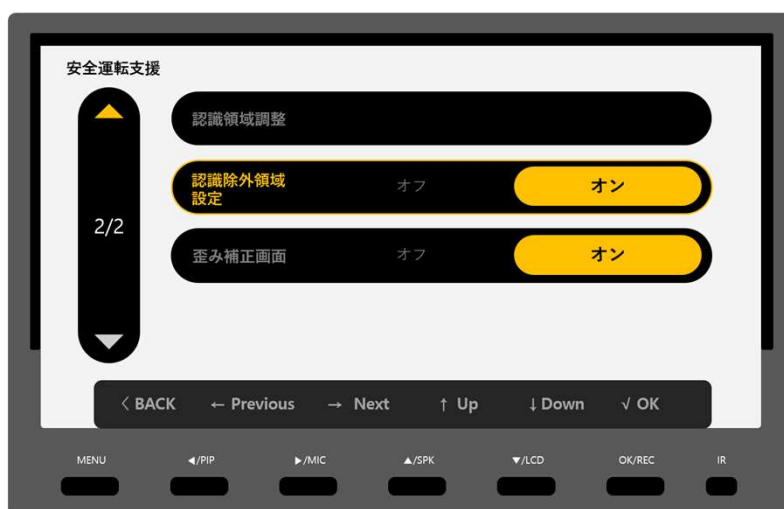 安全運転支援
認識領域調整
認識除外領域
設定
オフ
オン
2/2
歪み補正画面
オフ
オン
〈 BACK ← Previous → Next ↑ Up ↓ Down √ OK
MENU ◀/PIP ▶/MIC ▲/SPK ▼/LCD OK/REC IR